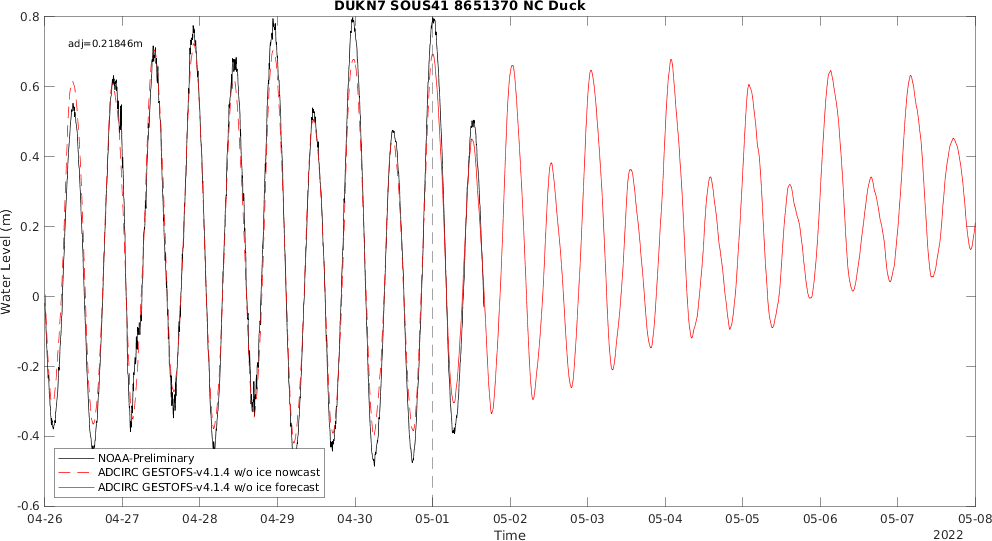 DUKN7 SOUS41 8651370 NC Duck
adj=0.21846m
0.8
0.6
0.4
0.2
0
-0.2
-0.4
-0.6
Water Level (m)
NOAA-Preliminary
ADCIRC GESTOFS-v4.1.4 w/o ice nowcast
ADCIRC GESTOFS-v4.1.4 w/o ice forecast
04-26 04-27 04-28 04-29 04-30 05-01 05-02 05-03 05-04 05-05 05-06 05-07 05-08
Time
2022